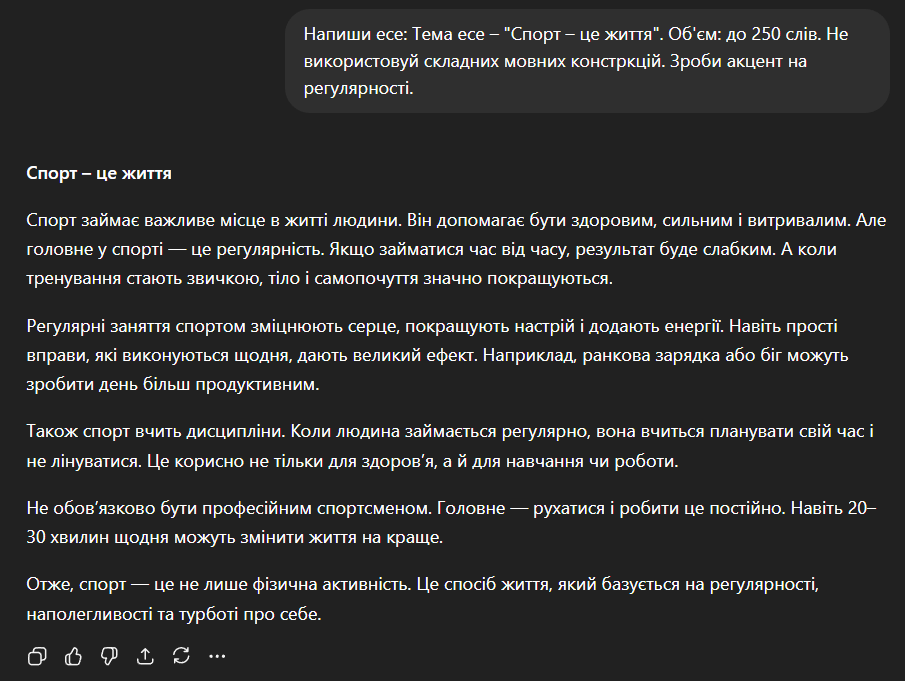 Напиши есе: Тема есе – "Спорт – це життя". Об'єм: до 250 слів. Не
використовуй складних мовних констркцій. Зроби акцент на
регулярності.
Спорт – це життя
Спорт займає важливе місце в житті людини. Він допомагає бути здоровим, сильним і витривалим. Але
головне у спорті — це регулярність. Якщо займатися час від часу, результат буде слабким. А коли
тренування стають звичкою, тіло і самопочуття значно покращуються.
Регулярні заняття спортом зміцнюють серце, покращують настрій і додають енергії. Навіть прості
вправи, які виконуються щодня, дають великий ефект. Наприклад, ранкова зарядка або біг можуть
зробити день більш продуктивним.
Також спорт вчить дисципліни. Коли людина займається регулярно, вона вчиться планувати свій час і
не лінуватися. Це корисно не тільки для здоров’я, а й для навчання чи роботи.
Не обов’язково бути професійним спортсменом. Головне — рухатися і робити це постійно. Навіть 20–
30 хвилин щодня можуть змінити життя на краще.
Отже, спорт — це не лише фізична активність. Це спосіб життя, який базується на регулярності,
наполегливості та турботі про себе.